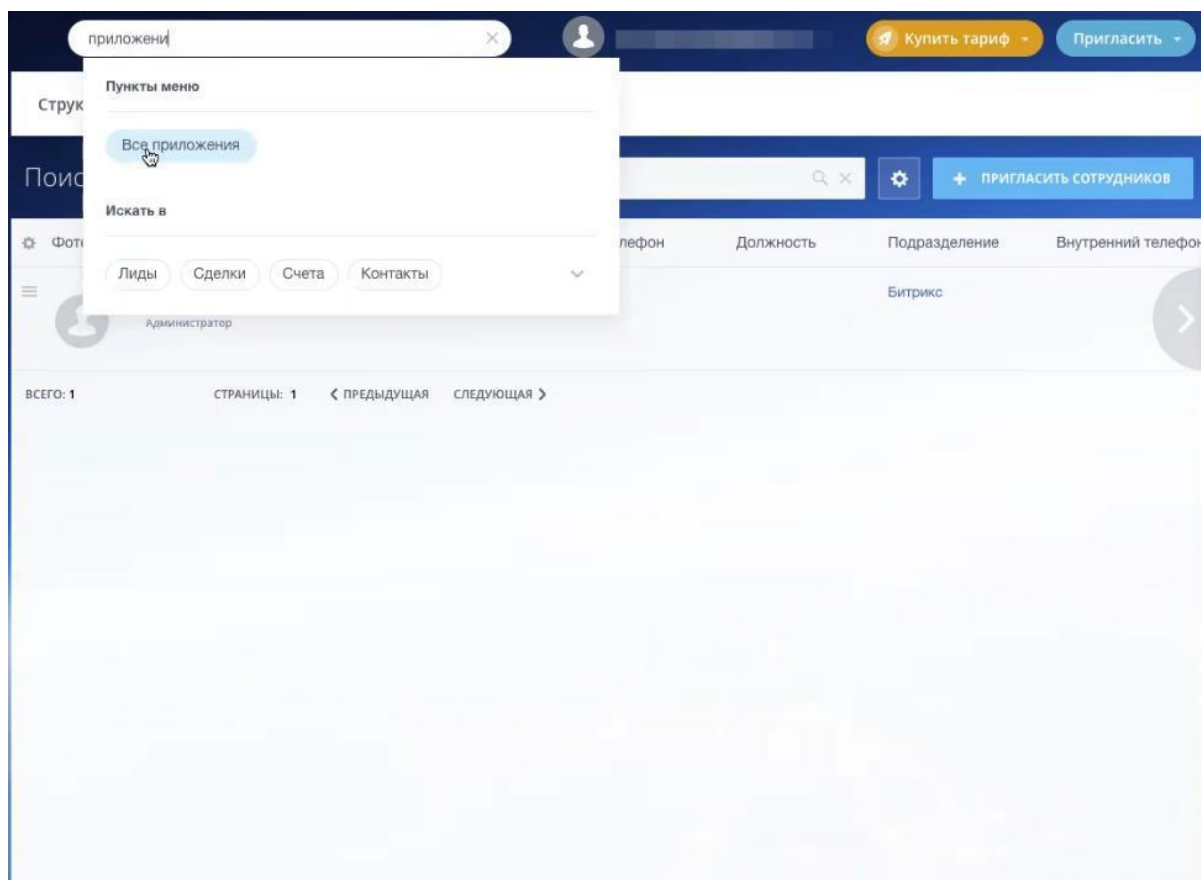 приложени
Купить тариф
Пригласить
Пункты меню
Струк
Все приложения
Поис
ПРИГЛАСИТЬ СОТРУДНИКОВ
Искать в
Фото
лефон Должность Подразделение Внутренний телефон
Лиды Сделки Счета Контакты
Битрикс
Администратор
ВСЕГО: 1 СТРАНИЦЫ: 1 ПРЕДЫДУЩАЯ СЛЕДУЮЩАЯ